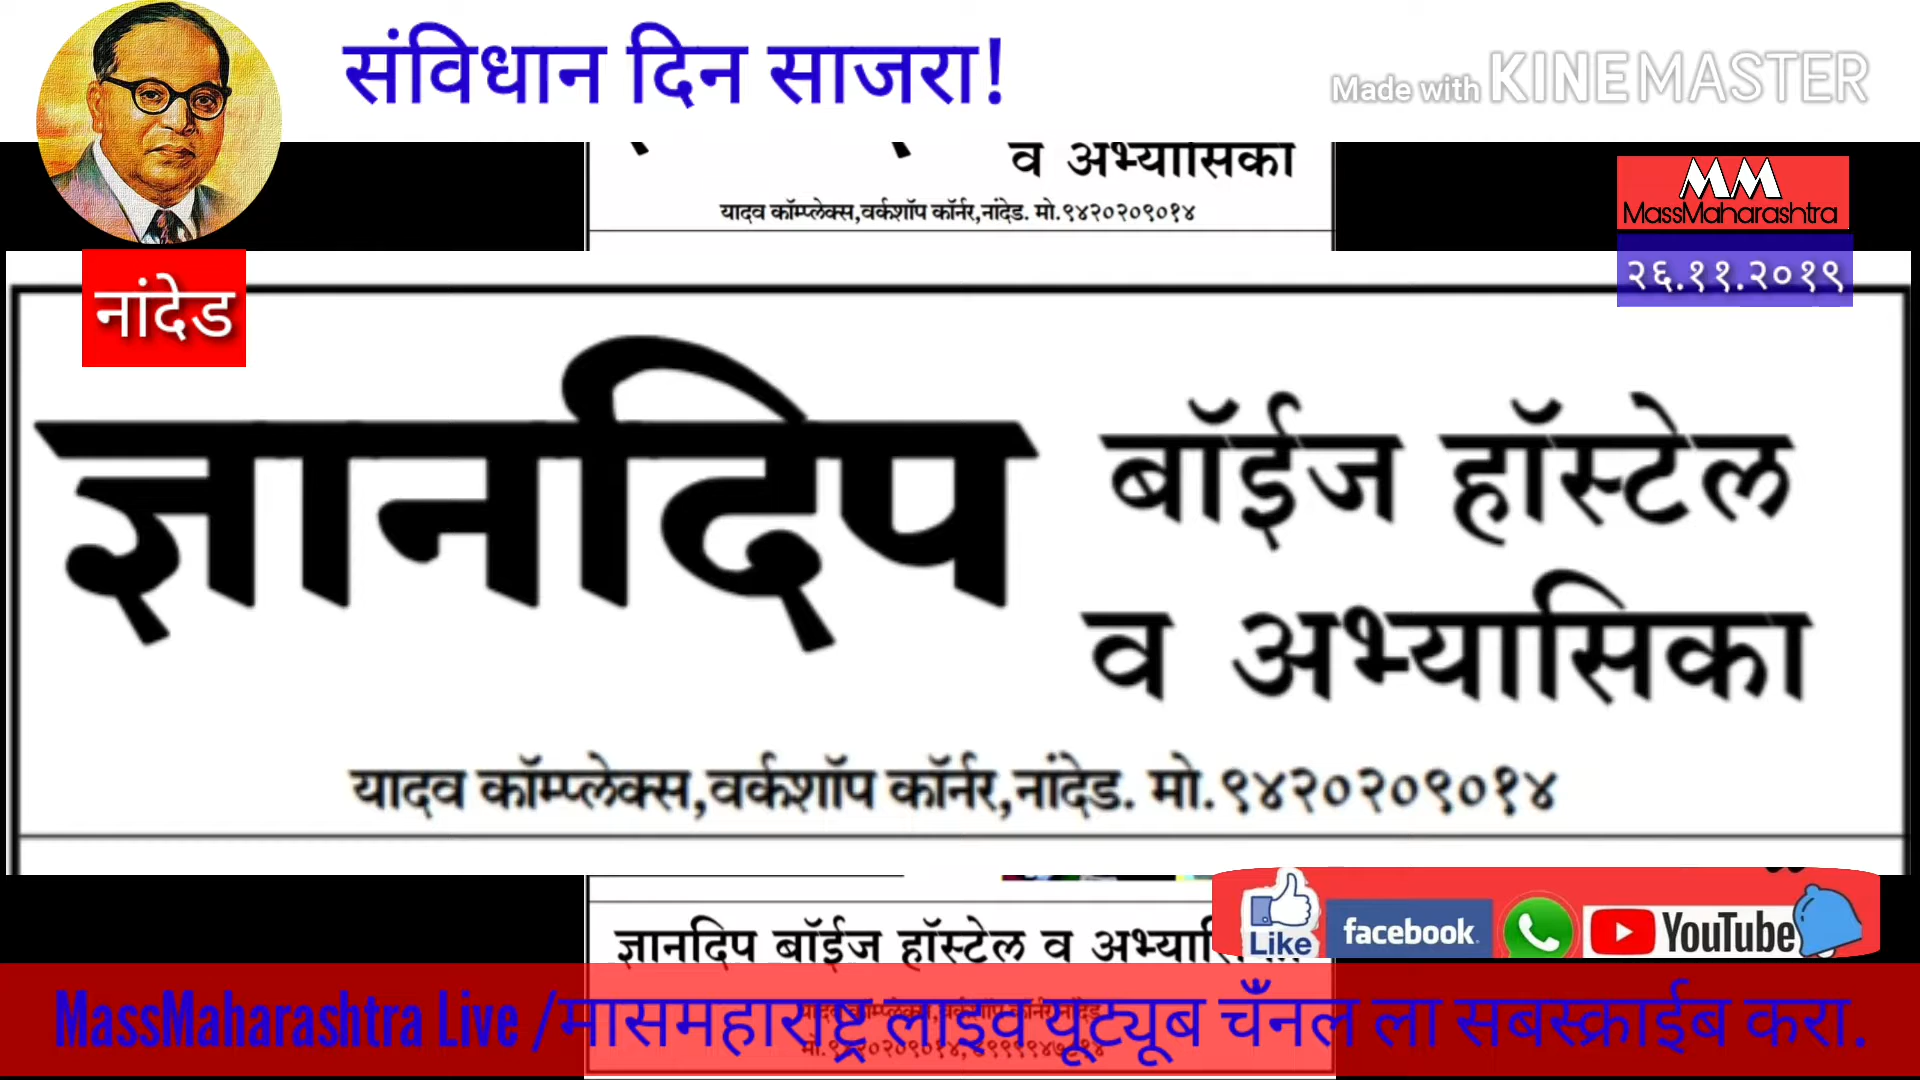 संविधान दिन साजरा!
Made with KINEMASTER
व अभ्यासिका
यादव कॉम्प्लेक्स,वर्कशॉप कॉर्नर,नांदेड. मो.९४२०२०९०१४
MM
MassMaharashtra
२६.११.२०१९
नांदेड
ज्ञानदिप बॉईज हॉस्टेल
व अभ्यासिका
यादव कॉम्प्लेक्स,वर्कशॉप कॉर्नर,नांदेड. मो.९४२०२०९०१४
Like facebook YouTube
ज्ञानदिप बॉईज हॉस्टेल व
MassMaharashtra Live /मासमहाराष्ट्र लाइव यूट्यूब चँनल ला सबस्क्राईब करा.